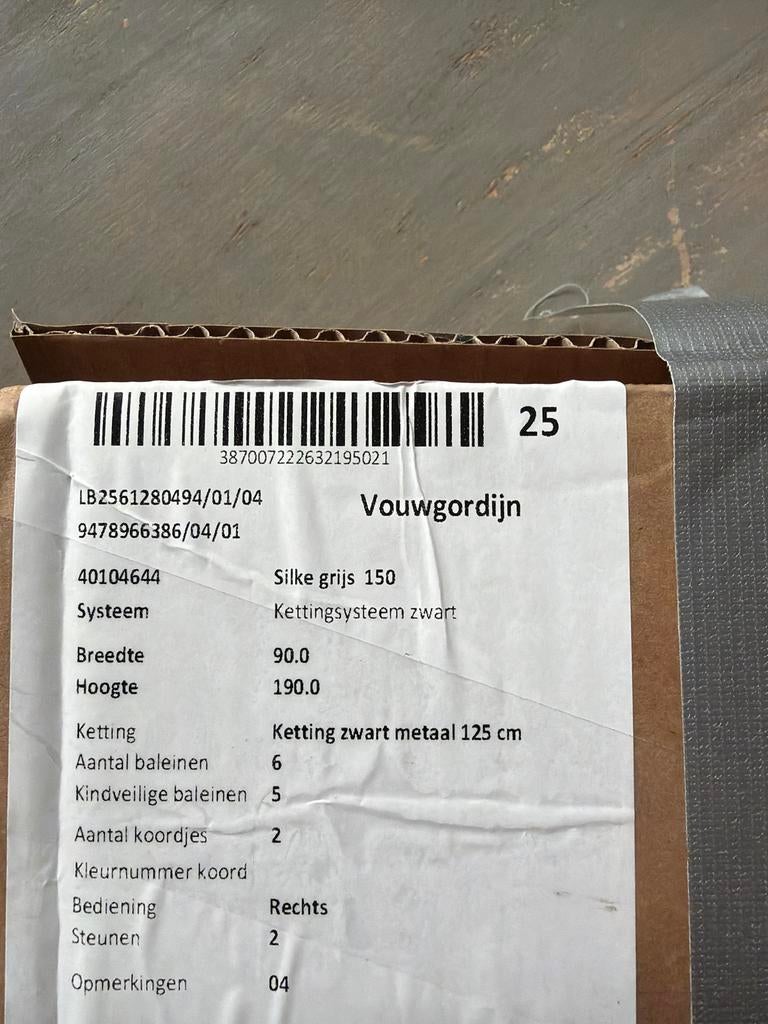 25
387007222632195021
LB2561280494/01/04
Vouwgordijn
9478966386/04/01
40104644 Silke grijs 150
Systeem Kettingsysteem zwart
Breedte 90.0
Hoogte 190.0
Ketting Ketting zwart metaal 125 cm
Aantal baleinen 6
Kindveilige baleinen 5
Aantal koordjes 2
Kleurnummer koord
Bediening Rechts
Steunen 2
Opmerkingen 04